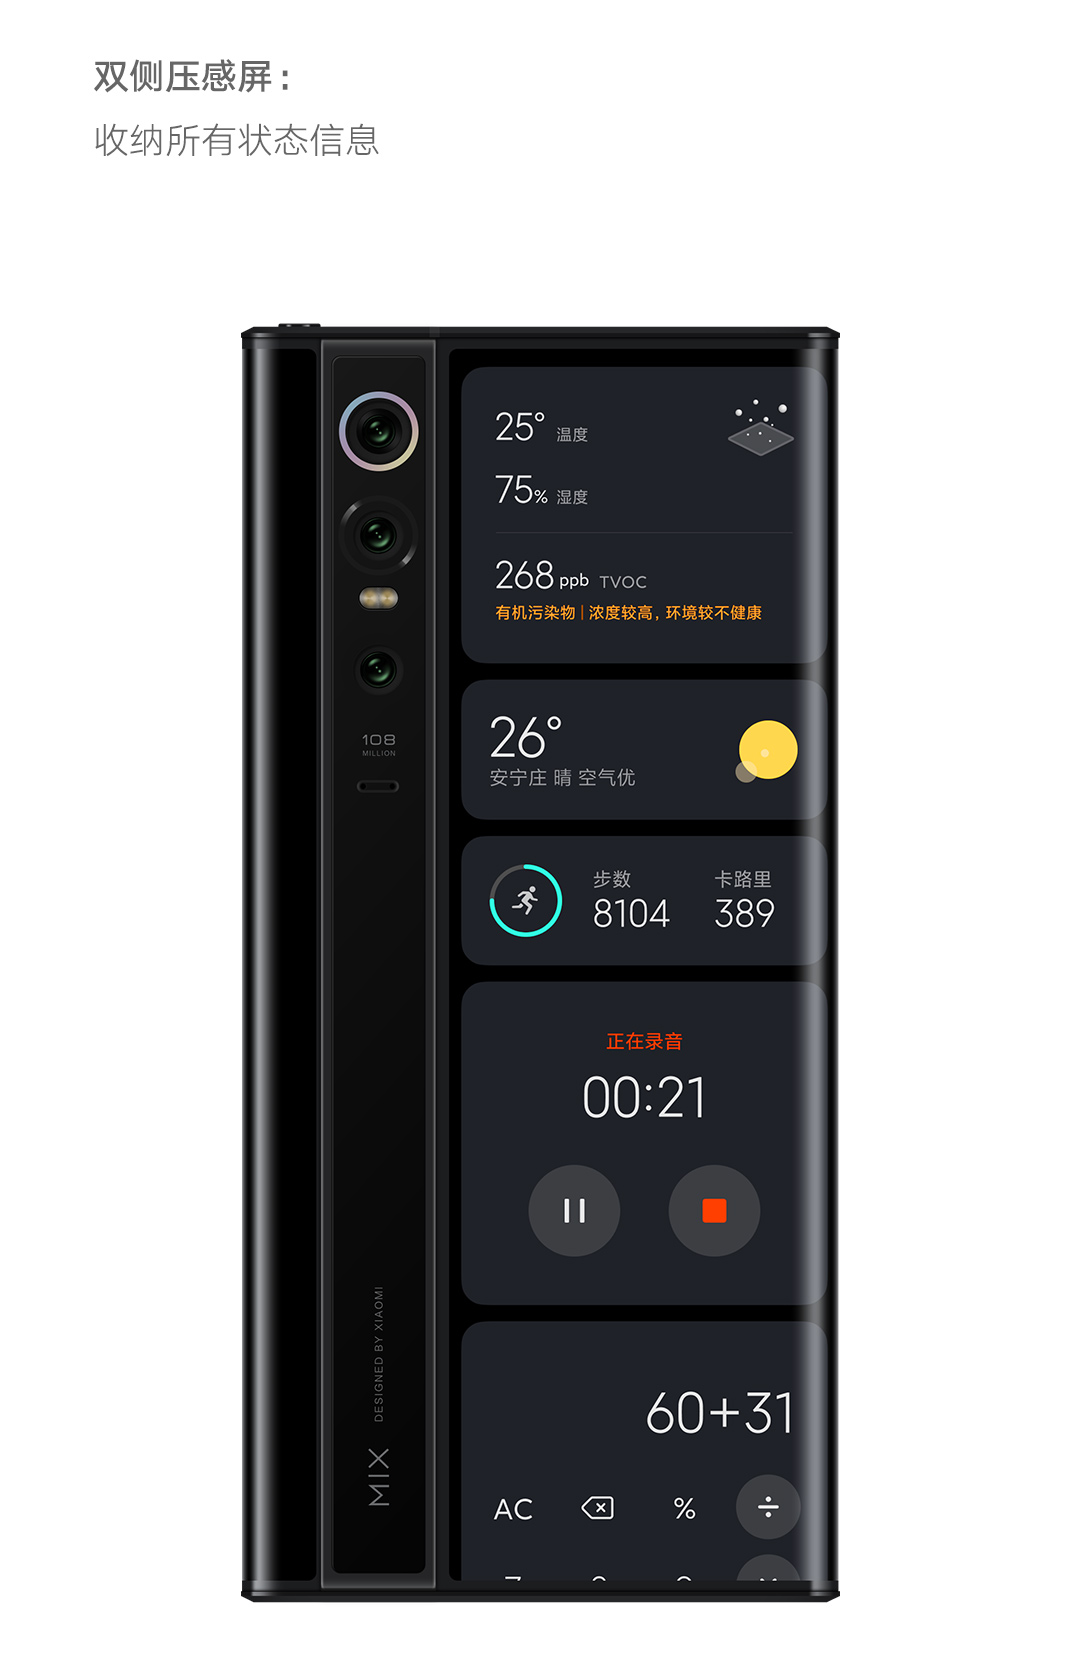 双侧压感屏：
收纳所有状态信息
25° 温度
75% 湿度
268 ppb TVOC
有机污染物 | 浓度较高，环境较不健康
26°
安宁庄 晴 空气优
步数 卡路里
8104 389
正在录音
00:21
60+31
AC % ÷
108
MILLION
MIX DESIGNED BY XIAOMI